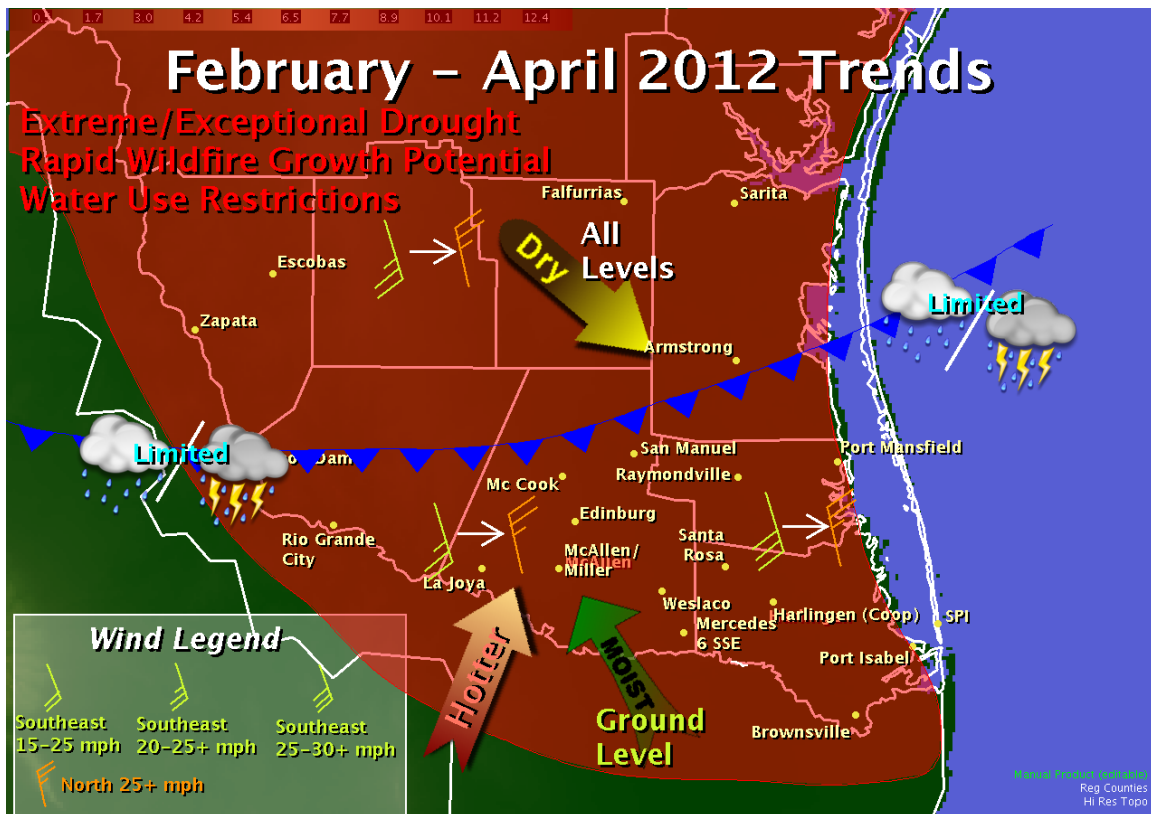 0.5 1.7 3.0 4.2 5.4 6.5 7.7 8.9 10.1 11.2 12.4
February – April 2012 Trends
Extreme/Exceptional Drought
Rapid Wildfire Growth Potential
Water Use Restrictions
Falfurrias
Sarita
All
Levels
Dry
Escobas
Zapata
Limited
Armstrong
Limited
Dam
San Manuel
Port Mansfield
Mc Cook
Raymondville
Edinburg
Rio Grande
City
Santa
Rosa
McAllen/
Miller
McAllen
La Joya
Weslaco
Harlingen (Coop)
SPI
Mercedes
6 SSE
Port Isabel
Hotter
MOIST
Ground
Level
Brownsville
Wind Legend
Southeast
15-25 mph
Southeast
20-25+ mph
Southeast
25-30+ mph
North 25+ mph
Manual Product (editable)
Reg Counties
Hi Res Topo